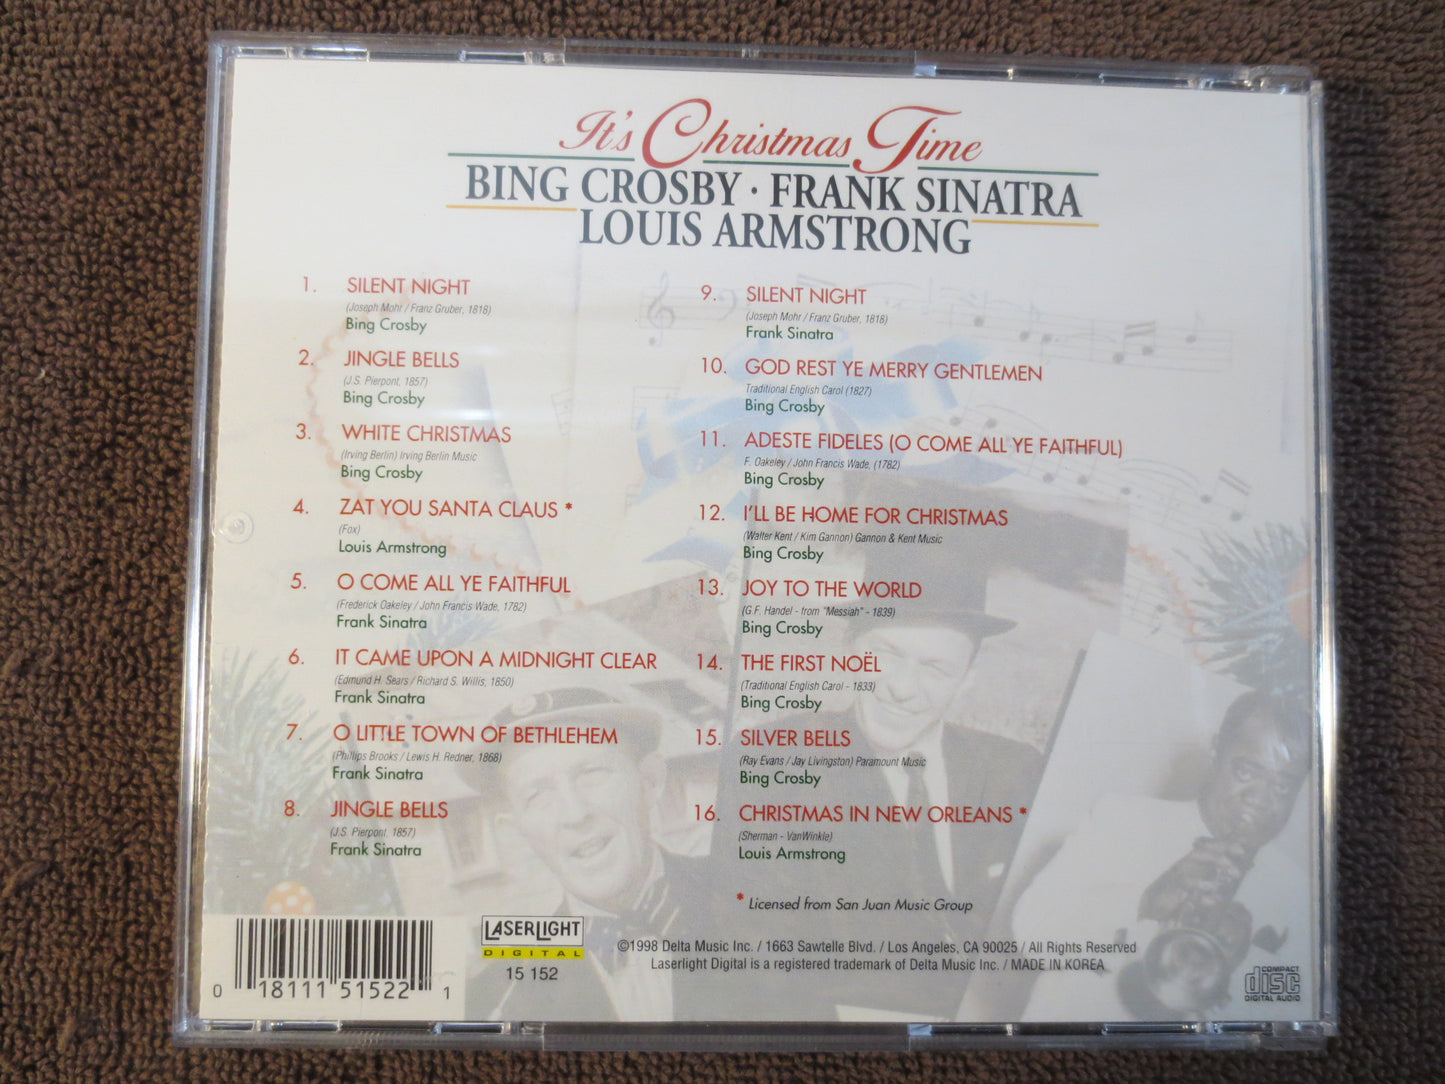 It's Christmas Time
BING CROSBY · FRANK SINATRA
LOUIS ARMSTRONG
1. SILENT NIGHT
(Joseph Mohr / Franz Gruber, 1818)
Bing Crosby
2. JINGLE BELLS
(J.S. Pierpont, 1857)
Bing Crosby
3. WHITE CHRISTMAS
(Irving Berlin) Irving Berlin Music
Bing Crosby
4. ZAT YOU SANTA CLAUS *
(Fox)
Louis Armstrong
5. O COME ALL YE FAITHFUL
(Frederick Oakeley / John Francis Wade, 1782)
Frank Sinatra
6. IT CAME UPON A MIDNIGHT CLEAR
(Edmund H. Sears / Richard S. Willis, 1850)
Frank Sinatra
7. O LITTLE TOWN OF BETHLEHEM
(Phillips Brooks / Lewis H. Redner, 1868)
Frank Sinatra
8. JINGLE BELLS
(J.S. Pierpont, 1857)
Frank Sinatra
9. SILENT NIGHT
(Joseph Mohr / Franz Gruber, 1818)
Frank Sinatra
10. GOD REST YE MERRY GENTLEMEN
Traditional English Carol (1827)
Bing Crosby
11. ADESTE FIDELES (O COME ALL YE FAITHFUL)
F. Oakeley / John Francis Wade, (1782)
Bing Crosby
12. I'LL BE HOME FOR CHRISTMAS
(Walter Kent / Kim Gannon) Gannon & Kent Music
Bing Crosby
13. JOY TO THE WORLD
(G.F. Handel - from "Messiah" - 1839)
Bing Crosby
14. THE FIRST NOËL
(Traditional English Carol - 1833)
Bing Crosby
15. SILVER BELLS
(Ray Evans / Jay Livingston) Paramount Music
Bing Crosby
16. CHRISTMAS IN NEW ORLEANS *
(Sherman - VanWinkle)
Louis Armstrong
* Licensed from San Juan Music Group
0 18111 51522 1
LASERLIGHT
DIGITAL
15 152
©1998 Delta Music Inc. / 1663 Sawtelle Blvd. / Los Angeles, CA 90025 / All Rights Reserved
Laserlight Digital is a registered trademark of Delta Music Inc. / MADE IN KOREA
COMPACT
disc
DIGITAL AUDIO